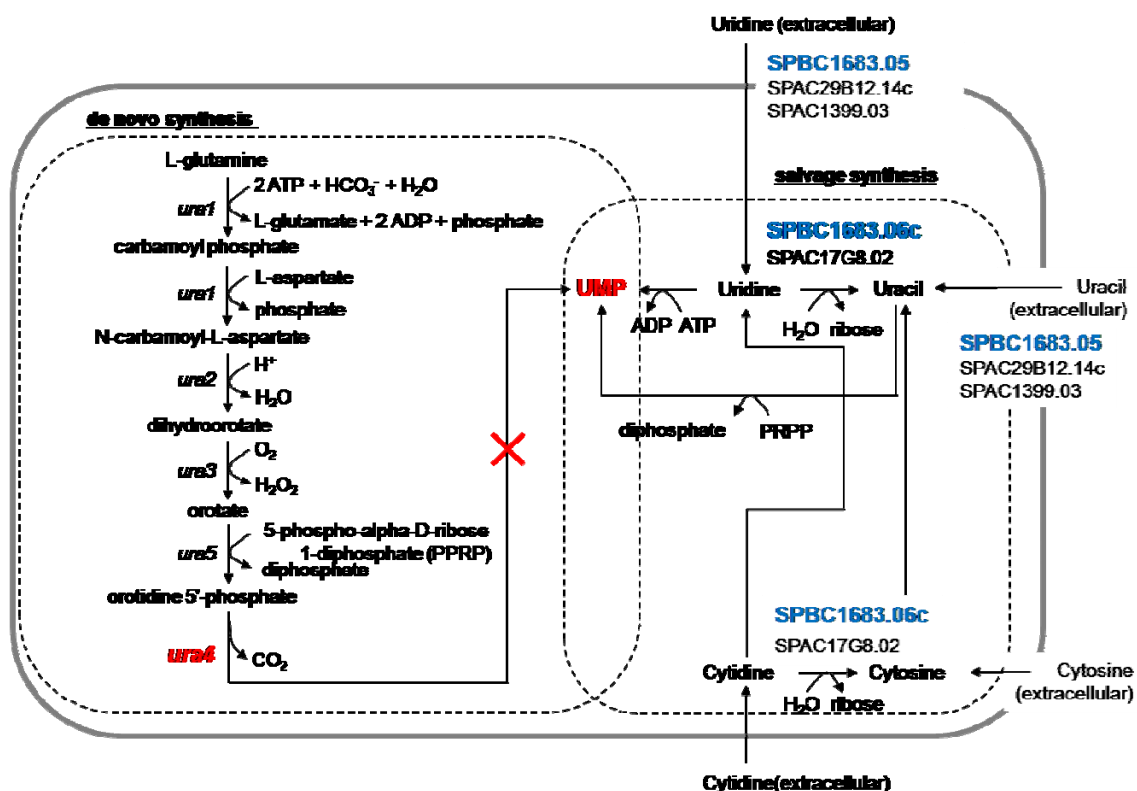 Uridine (extracellular)
SPBC1683.05
SPAC29B12.14c
SPAC1399.03
de novo synthesis
L-glutamine
2 ATP + HCO₃⁻ + H₂O
ura1
L-glutamate + 2 ADP + phosphate
carbamoyl phosphate
L-aspartate
ura1
phosphate
N-carbamoyl-L-aspartate
H⁺
ura2
H₂O
dihydroorotate
O₂
ura3
H₂O₂
orotate
5-phospho-alpha-D-ribose
1-diphosphate (PPRP)
ura5
diphosphate
orotidine 5'-phosphate
ura4
CO₂
salvage synthesis
SPBC1683.06c
SPAC17G8.02
UMP
Uridine
Uracil
ADP ATP
H₂O ribose
Uracil
(extracellular)
SPBC1683.05
SPAC29B12.14c
SPAC1399.03
diphosphate
PRPP
SPBC1683.06c
SPAC17G8.02
Cytidine
Cytosine
H₂O ribose
Cytosine
(extracellular)
Cytidine(extracellular)